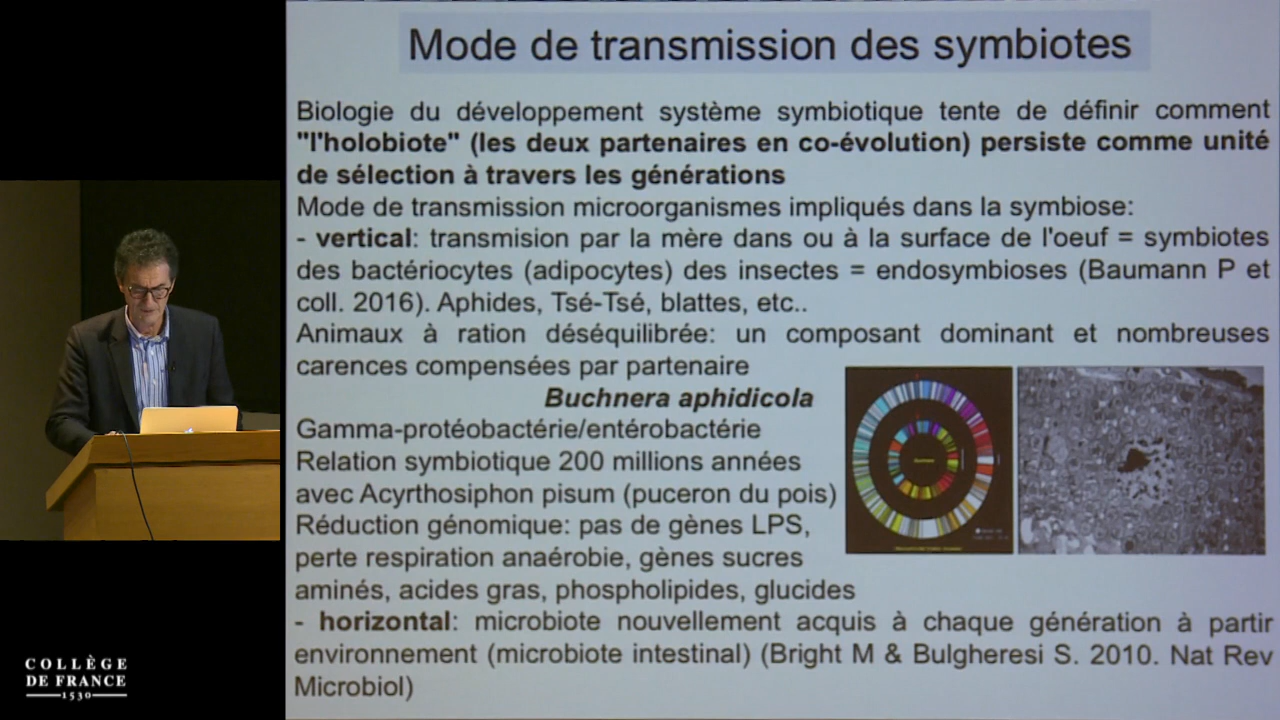 Mode de transmission des symbiotes
Biologie du développement système symbiotique tente de définir comment
"l'holobiote" (les deux partenaires en co-évolution) persiste comme unité
de sélection à travers les générations
Mode de transmission microorganismes impliqués dans la symbiose:
- vertical: transmision par la mère dans ou à la surface de l'oeuf = symbiotes
des bactériocytes (adipocytes) des insectes = endosymbioses (Baumann P et
coll. 2016). Aphides, Tsé-Tsé, blattes, etc..
Animaux à ration déséquilibrée: un composant dominant et nombreuses
carences compensées par partenaire
Buchnera aphidicola
Gamma-protéobactérie/entérobactérie
Relation symbiotique 200 millions années
avec Acyrthosiphon pisum (puceron du pois)
Réduction génomique: pas de gènes LPS,
perte respiration anaérobie, gènes sucres
aminés, acides gras, phospholipides, glucides
- horizontal: microbiote nouvellement acquis à chaque génération à partir
environnement (microbiote intestinal) (Bright M & Bulgheresi S. 2010. Nat Rev
Microbiol)
COLLÈGE
DE FRANCE
1530